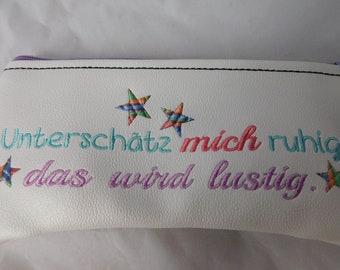 Unterschätz mich ruhig
das wird lustig.